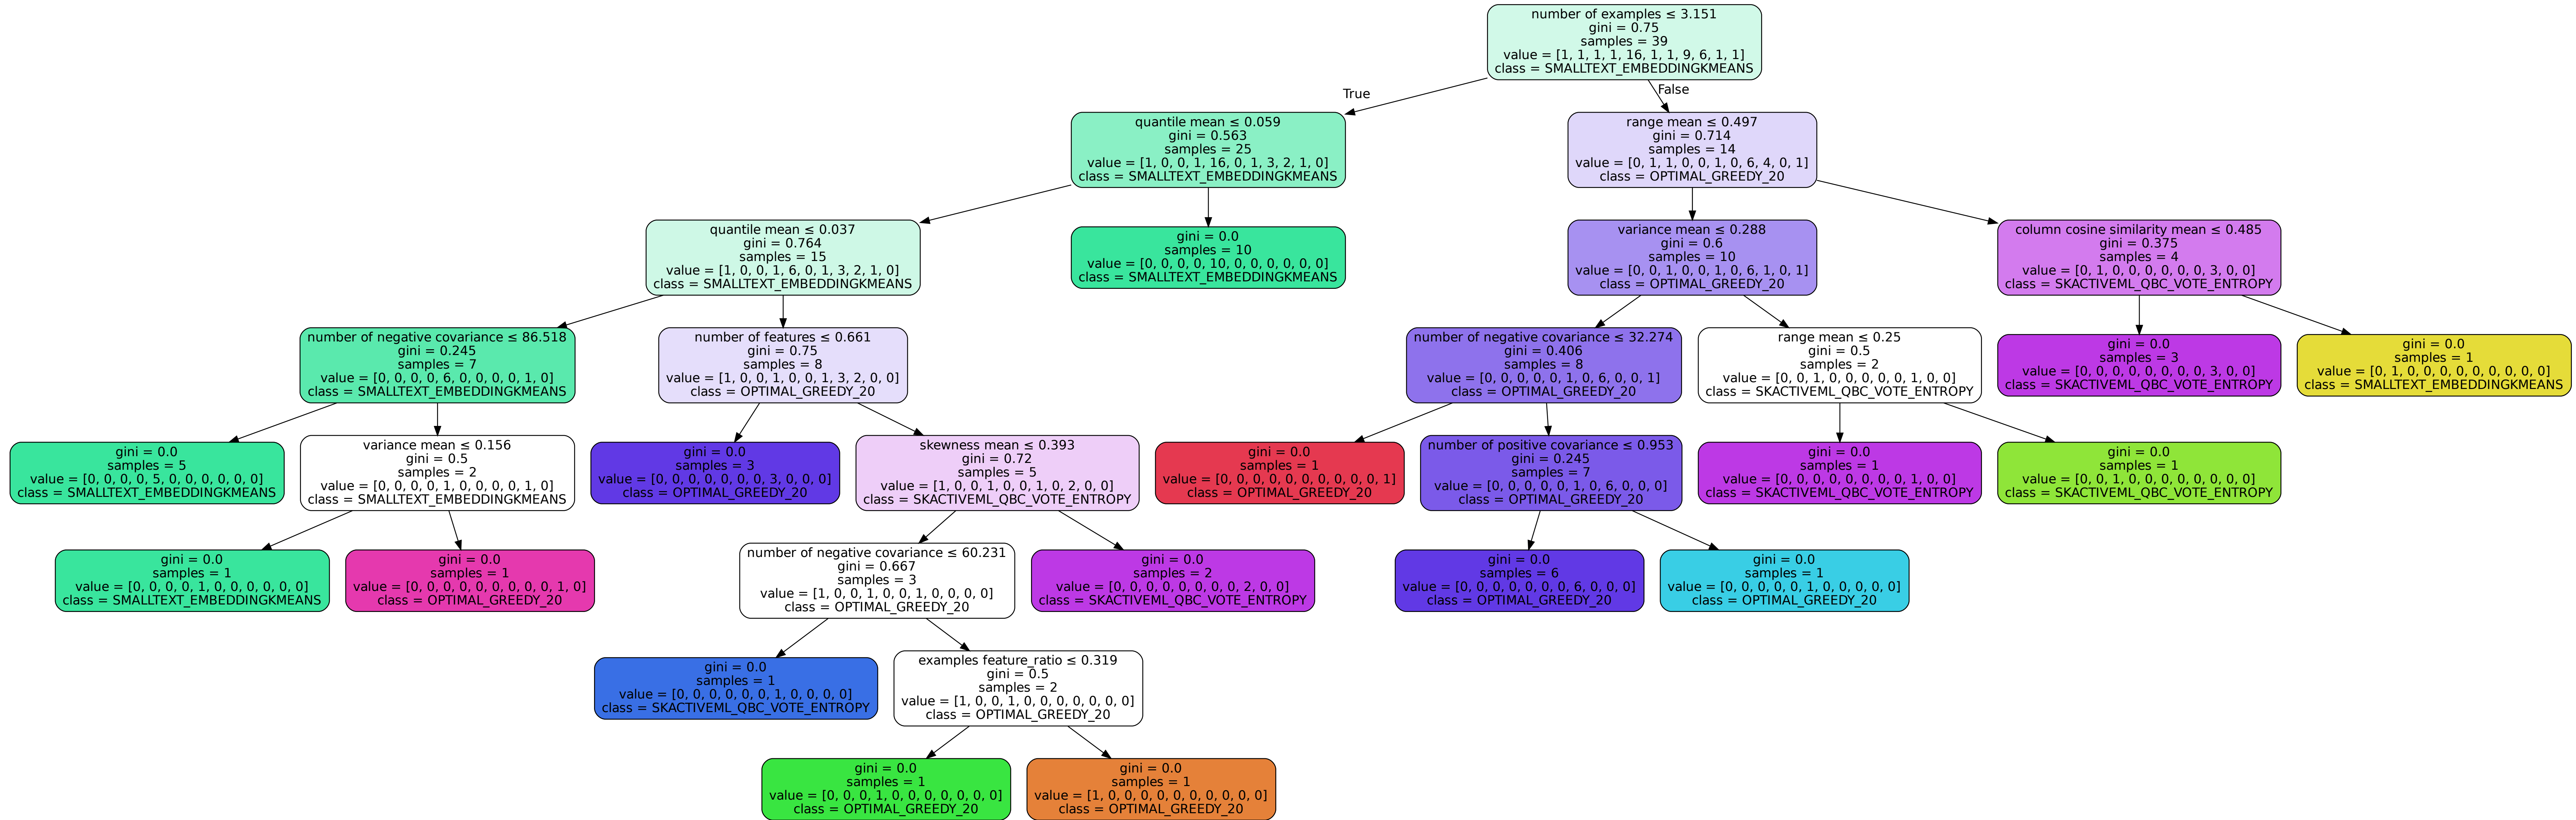 number of examples ≤ 3.151
gini = 0.75
samples = 39
value = [1, 1, 1, 1, 16, 1, 1, 9, 6, 1, 1]
class = SMALLTEXT_EMBEDDINGKMEANS
True
False
quantile mean ≤ 0.059
gini = 0.563
samples = 25
value = [1, 0, 0, 1, 16, 0, 1, 3, 2, 1, 0]
class = SMALLTEXT_EMBEDDINGKMEANS
range mean ≤ 0.497
gini = 0.714
samples = 14
value = [0, 1, 1, 0, 0, 1, 0, 6, 4, 0, 1]
class = OPTIMAL_GREEDY_20
quantile mean ≤ 0.037
gini = 0.764
samples = 15
value = [1, 0, 0, 1, 6, 0, 1, 3, 2, 1, 0]
class = SMALLTEXT_EMBEDDINGKMEANS
gini = 0.0
samples = 10
value = [0, 0, 0, 0, 10, 0, 0, 0, 0, 0, 0]
class = SMALLTEXT_EMBEDDINGKMEANS
variance mean ≤ 0.288
gini = 0.6
samples = 10
value = [0, 0, 1, 0, 0, 1, 0, 6, 1, 0, 1]
class = OPTIMAL_GREEDY_20
column cosine similarity mean ≤ 0.485
gini = 0.375
samples = 4
value = [0, 1, 0, 0, 0, 0, 0, 0, 3, 0, 0]
class = SKACTIVEML_QBC_VOTE_ENTROPY
number of negative covariance ≤ 86.518
gini = 0.245
samples = 7
value = [0, 0, 0, 0, 6, 0, 0, 0, 0, 1, 0]
class = SMALLTEXT_EMBEDDINGKMEANS
number of features ≤ 0.661
gini = 0.75
samples = 8
value = [1, 0, 0, 1, 0, 0, 1, 3, 2, 0, 0]
class = OPTIMAL_GREEDY_20
number of negative covariance ≤ 32.274
gini = 0.406
samples = 8
value = [0, 0, 0, 0, 0, 1, 0, 6, 0, 0, 1]
class = OPTIMAL_GREEDY_20
range mean ≤ 0.25
gini = 0.5
samples = 2
value = [0, 0, 1, 0, 0, 0, 0, 0, 1, 0, 0]
class = SKACTIVEML_QBC_VOTE_ENTROPY
gini = 0.0
samples = 3
value = [0, 0, 0, 0, 0, 0, 0, 0, 3, 0, 0]
class = SKACTIVEML_QBC_VOTE_ENTROPY
gini = 0.0
samples = 1
value = [0, 1, 0, 0, 0, 0, 0, 0, 0, 0, 0]
class = SMALLTEXT_EMBEDDINGKMEANS
gini = 0.0
samples = 5
value = [0, 0, 0, 0, 5, 0, 0, 0, 0, 0, 0]
class = SMALLTEXT_EMBEDDINGKMEANS
variance mean ≤ 0.156
gini = 0.5
samples = 2
value = [0, 0, 0, 0, 1, 0, 0, 0, 0, 1, 0]
class = SMALLTEXT_EMBEDDINGKMEANS
gini = 0.0
samples = 3
value = [0, 0, 0, 0, 0, 0, 0, 3, 0, 0, 0]
class = OPTIMAL_GREEDY_20
skewness mean ≤ 0.393
gini = 0.72
samples = 5
value = [1, 0, 0, 1, 0, 0, 1, 0, 2, 0, 0]
class = SKACTIVEML_QBC_VOTE_ENTROPY
gini = 0.0
samples = 1
value = [0, 0, 0, 0, 0, 0, 0, 0, 0, 0, 1]
class = OPTIMAL_GREEDY_20
number of positive covariance ≤ 0.953
gini = 0.245
samples = 7
value = [0, 0, 0, 0, 0, 1, 0, 6, 0, 0, 0]
class = OPTIMAL_GREEDY_20
gini = 0.0
samples = 1
value = [0, 0, 0, 0, 0, 0, 0, 0, 1, 0, 0]
class = SKACTIVEML_QBC_VOTE_ENTROPY
gini = 0.0
samples = 1
value = [0, 0, 1, 0, 0, 0, 0, 0, 0, 0, 0]
class = SKACTIVEML_QBC_VOTE_ENTROPY
gini = 0.0
samples = 1
value = [0, 0, 0, 0, 1, 0, 0, 0, 0, 0, 0]
class = SMALLTEXT_EMBEDDINGKMEANS
gini = 0.0
samples = 1
value = [0, 0, 0, 0, 0, 0, 0, 0, 0, 1, 0]
class = OPTIMAL_GREEDY_20
number of negative covariance ≤ 60.231
gini = 0.667
samples = 3
value = [1, 0, 0, 1, 0, 0, 1, 0, 0, 0, 0]
class = OPTIMAL_GREEDY_20
gini = 0.0
samples = 2
value = [0, 0, 0, 0, 0, 0, 0, 0, 2, 0, 0]
class = SKACTIVEML_QBC_VOTE_ENTROPY
gini = 0.0
samples = 6
value = [0, 0, 0, 0, 0, 0, 0, 6, 0, 0, 0]
class = OPTIMAL_GREEDY_20
gini = 0.0
samples = 1
value = [0, 0, 0, 0, 0, 1, 0, 0, 0, 0, 0]
class = OPTIMAL_GREEDY_20
gini = 0.0
samples = 1
value = [0, 0, 0, 0, 0, 0, 1, 0, 0, 0, 0]
class = SKACTIVEML_QBC_VOTE_ENTROPY
examples feature_ratio ≤ 0.319
gini = 0.5
samples = 2
value = [1, 0, 0, 1, 0, 0, 0, 0, 0, 0, 0]
class = OPTIMAL_GREEDY_20
gini = 0.0
samples = 1
value = [0, 0, 0, 1, 0, 0, 0, 0, 0, 0, 0]
class = OPTIMAL_GREEDY_20
gini = 0.0
samples = 1
value = [1, 0, 0, 0, 0, 0, 0, 0, 0, 0, 0]
class = OPTIMAL_GREEDY_20